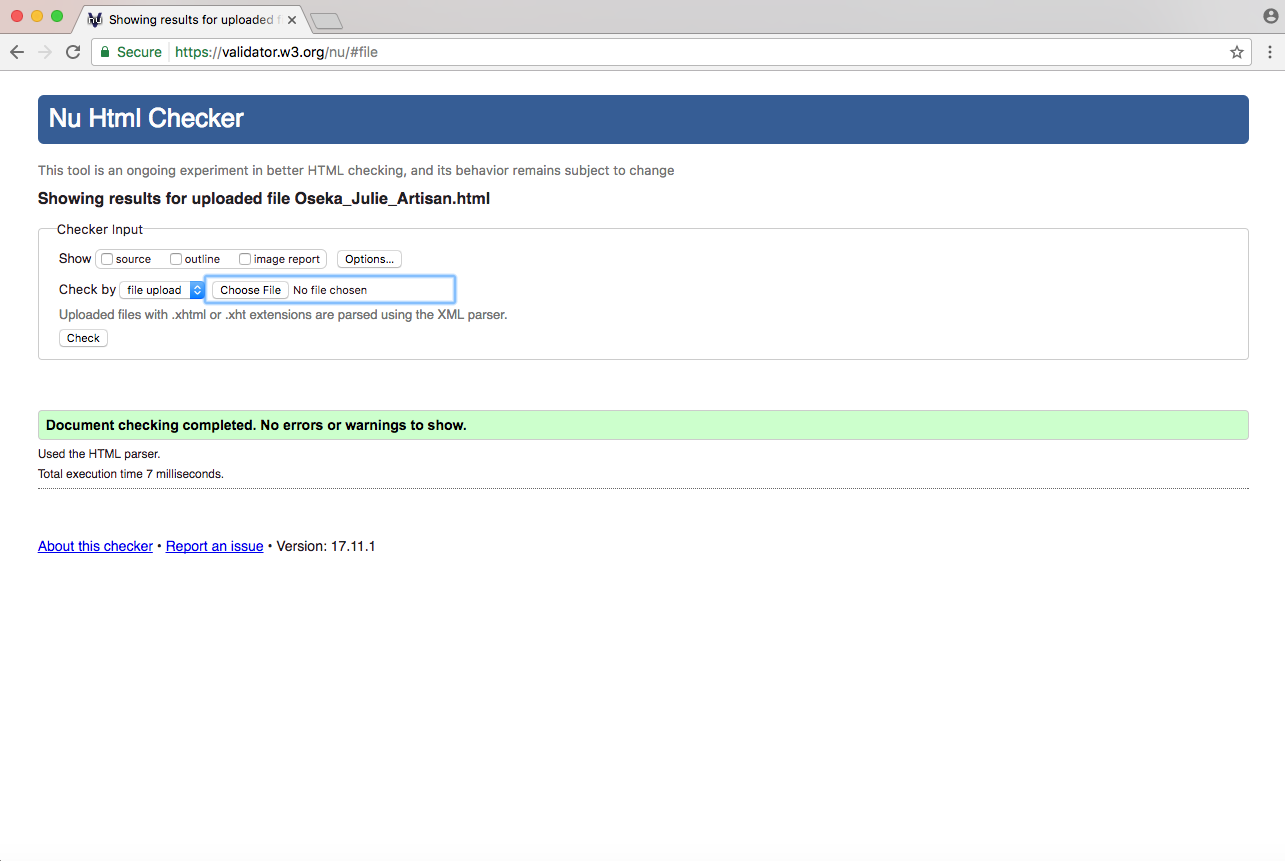 Showing results for uploaded f
Secure https://validator.w3.org/nu/#file
Nu Html Checker
This tool is an ongoing experiment in better HTML checking, and its behavior remains subject to change
Showing results for uploaded file Oseka_Julie_Artisan.html
Checker Input
Show source outline image report Options...
Check by file upload Choose File No file chosen
Uploaded files with .xhtml or .xht extensions are parsed using the XML parser.
Check
Document checking completed. No errors or warnings to show.
Used the HTML parser.
Total execution time 7 milliseconds.
About this checker • Report an issue • Version: 17.11.1